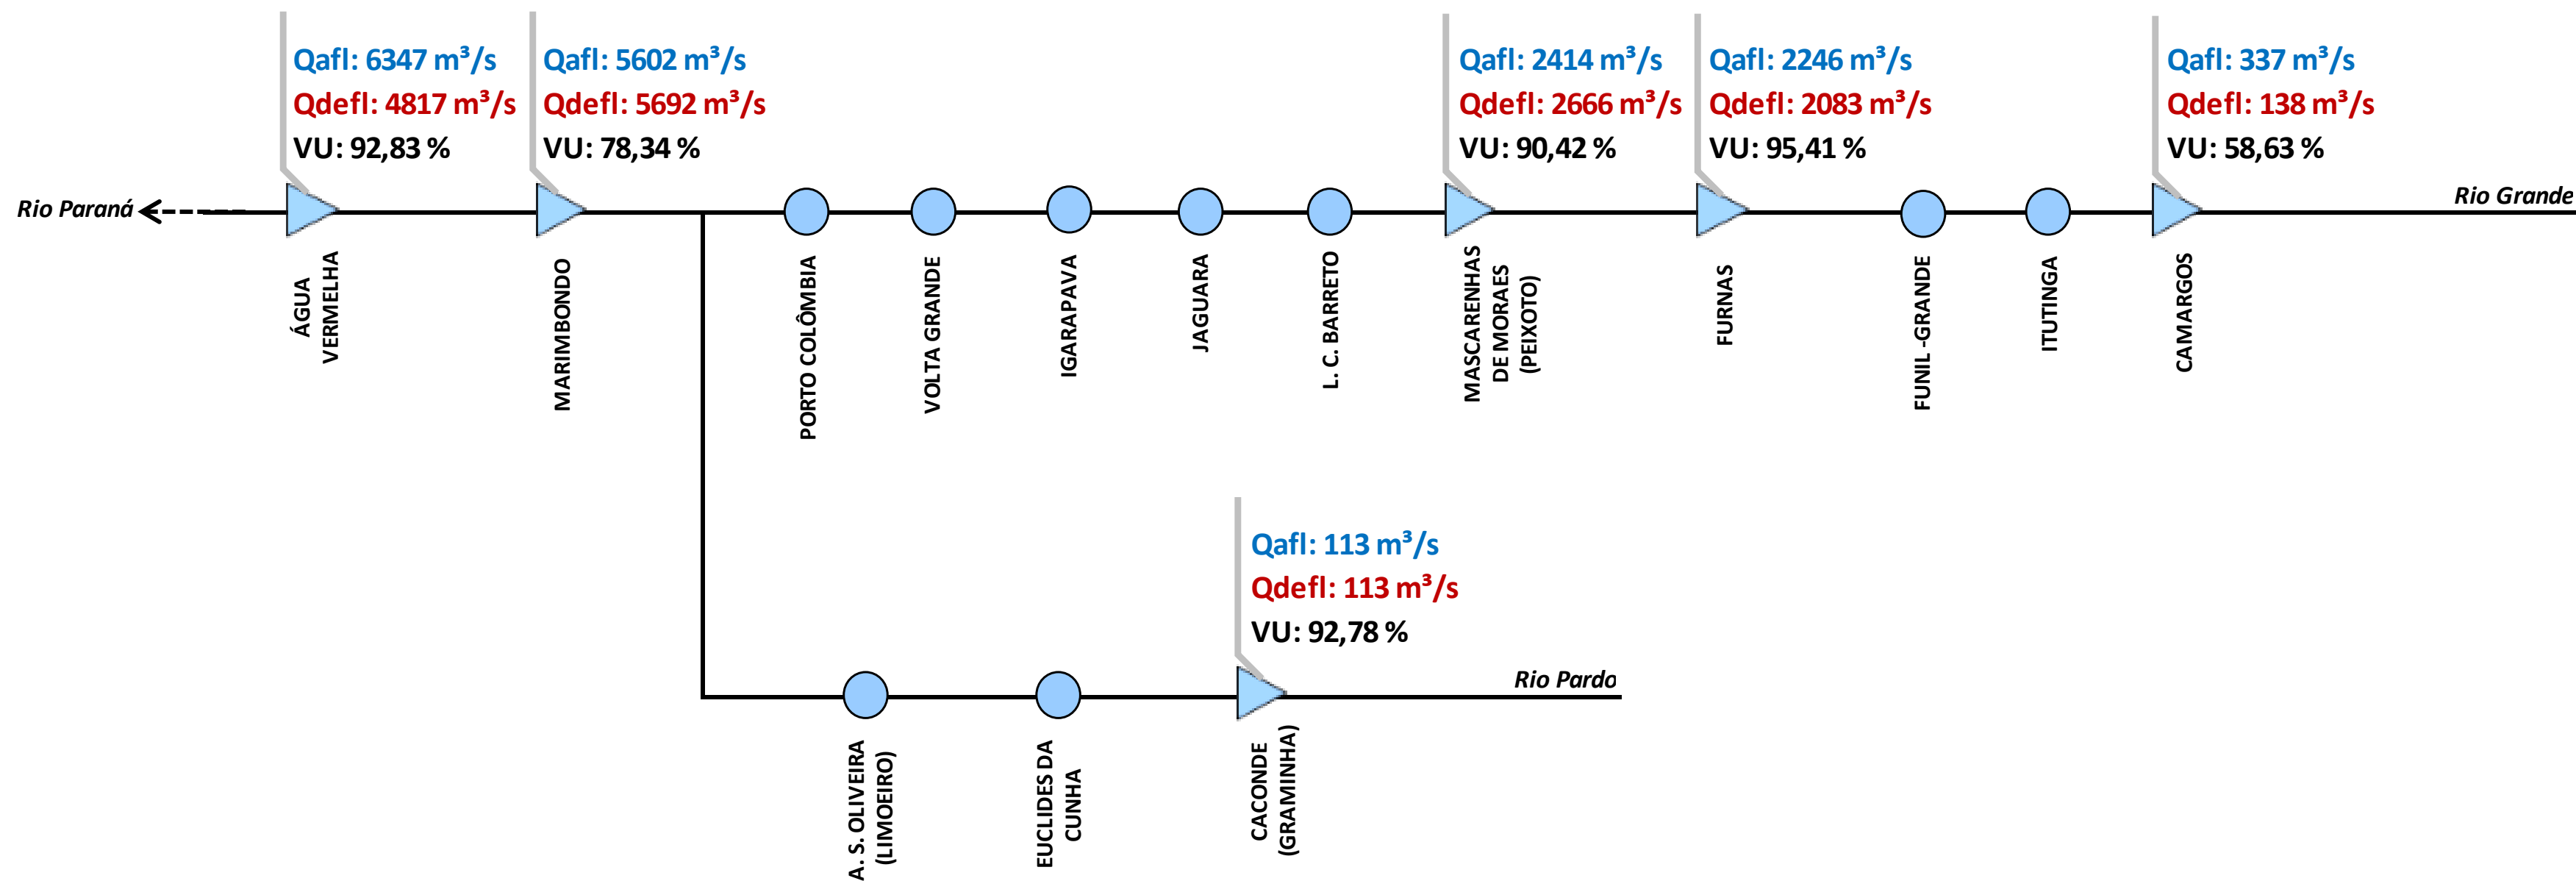 Qafl: 6347 m³/s
Qdefl: 4817 m³/s
VU: 92,83 %
Qafl: 5602 m³/s
Qdefl: 5692 m³/s
VU: 78,34 %
Qafl: 2414 m³/s
Qdefl: 2666 m³/s
VU: 90,42 %
Qafl: 2246 m³/s
Qdefl: 2083 m³/s
VU: 95,41 %
Qafl: 337 m³/s
Qdefl: 138 m³/s
VU: 58,63 %
Rio Paraná
Rio Grande
ÁGUA
VERMELHA
MARIMBONDO
PORTO COLÔMBIA
VOLTA GRANDE
IGARAPAVA
JAGUARA
L. C. BARRETO
MASCARENHAS
DE MORAES
(PEIXOTO)
FURNAS
FUNIL -GRANDE
ITUTINGA
CAMARGOS
Qafl: 113 m³/s
Qdefl: 113 m³/s
VU: 92,78 %
Rio Pardo
A. S. OLIVEIRA
(LIMOEIRO)
EUCLIDES DA
CUNHA
CACONDE
(GRAMINHA)